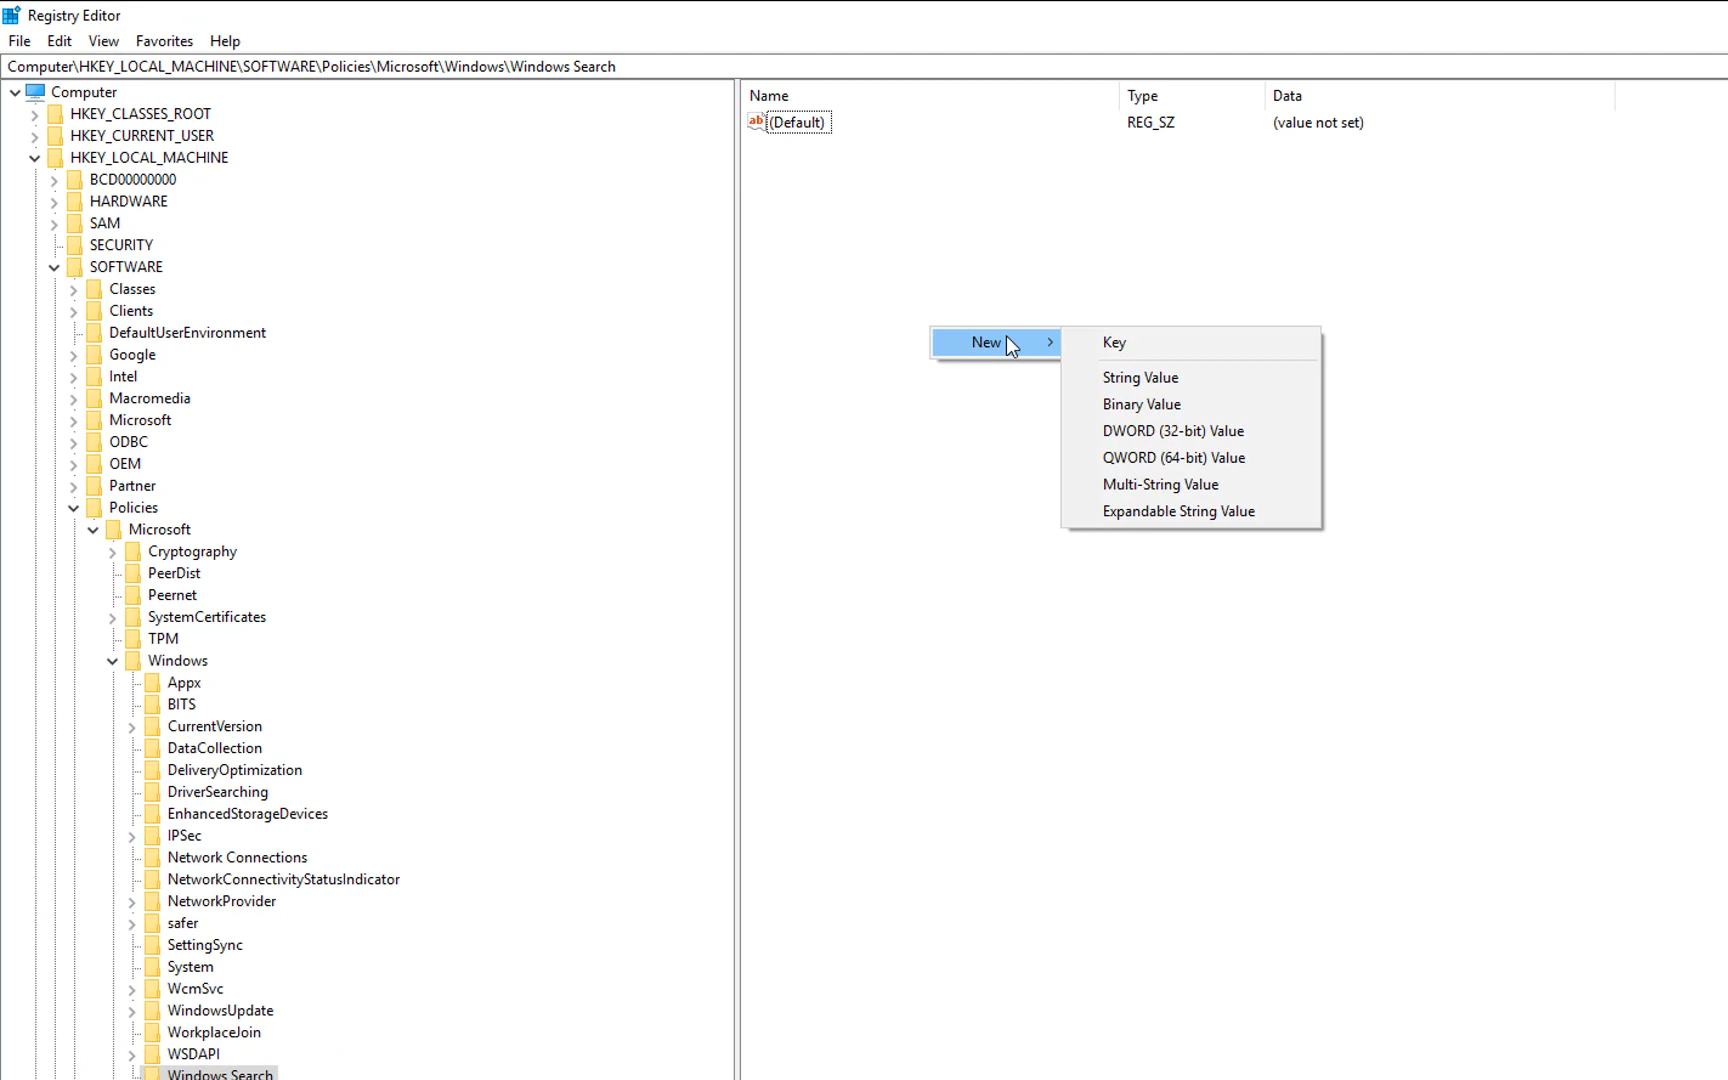 Registry Editor
File Edit View Favorites Help
Computer\HKEY_LOCAL_MACHINE\SOFTWARE\Policies\Microsoft\Windows\Windows Search
Computer
HKEY_CLASSES_ROOT
HKEY_CURRENT_USER
HKEY_LOCAL_MACHINE
BCD00000000
HARDWARE
SAM
SECURITY
SOFTWARE
Classes
Clients
DefaultUserEnvironment
Google
Intel
Macromedia
Microsoft
ODBC
OEM
Partner
Policies
Microsoft
Cryptography
PeerDist
Peernet
SystemCertificates
TPM
Windows
Appx
BITS
CurrentVersion
DataCollection
DeliveryOptimization
DriverSearching
EnhancedStorageDevices
IPSec
Network Connections
NetworkConnectivityStatusIndicator
NetworkProvider
safer
SettingSync
System
WcmSvc
WindowsUpdate
WorkplaceJoin
WSDAPI
Windows Search
Name Type Data
ab (Default) REG_SZ (value not set)
New
Key
String Value
Binary Value
DWORD (32-bit) Value
QWORD (64-bit) Value
Multi-String Value
Expandable String Value